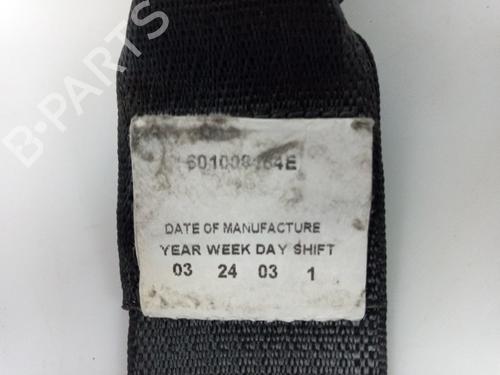 DATE OF MANUFACTURE
YEAR WEEK DAY SHIFT
03 24 03 1
B-PARTS